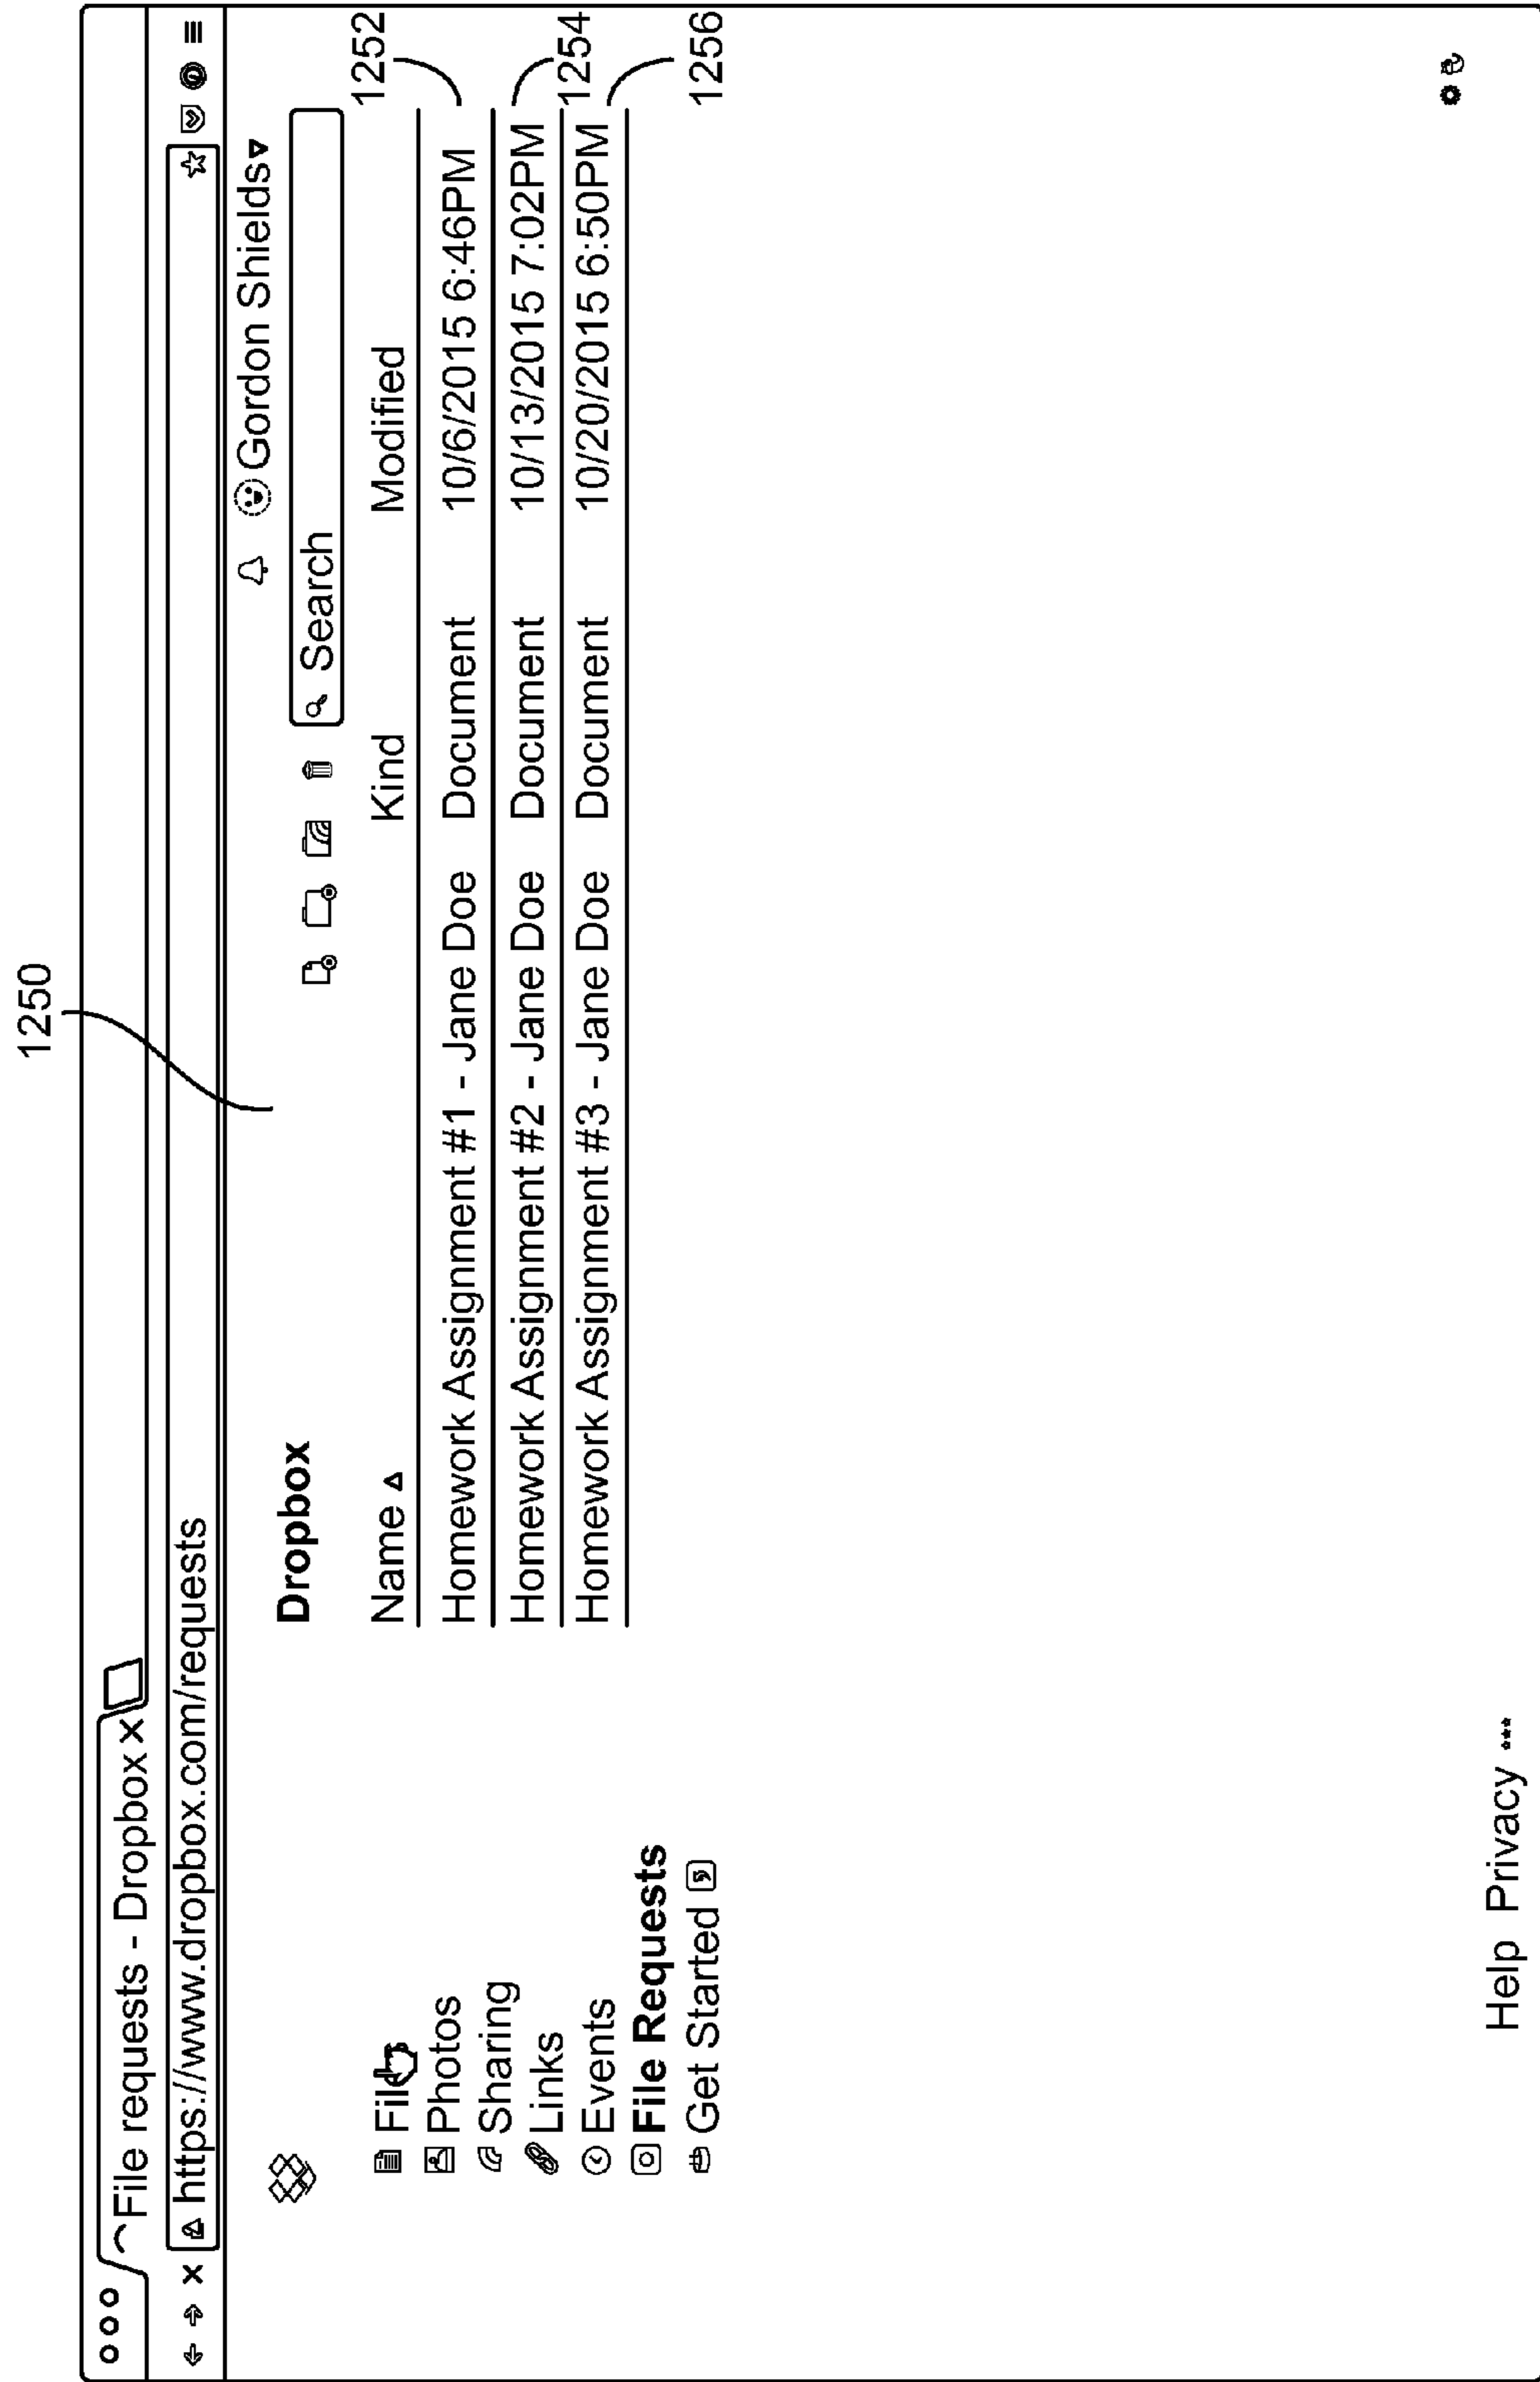 1250
File requests - Dropbox x
https://www.dropbox.com/requests
Gordon Shields
Dropbox
Search
Name Kind Modified
1252
Homework Assignment #1 - Jane Doe Document 10/6/2015 6:46PM
Homework Assignment #2 - Jane Doe Document 10/13/2015 7:02PM
1254
Homework Assignment #3 - Jane Doe Document 10/20/2015 6:50PM
1256
File
Photos
Sharing
Links
Events
File Requests
Get Started
Help Privacy